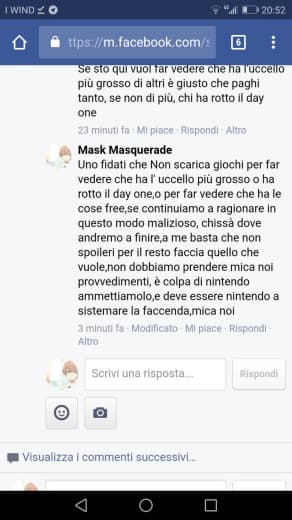 I WIND
20:52
ttps://m.facebook.com/s
6
Se sto qui vuol far vedere che ha l'uccello
più grosso di altri è giusto che paghi
tanto, se non di più, chi ha rotto il day
one
23 minuti fa · Mi piace · Rispondi · Altro
Mask Masquerade
Uno fidati che Non scarica giochi per far
vedere che ha l' uccello più grosso o ha
rotto il day one,o per far vedere che ha le
cose free,se continuiamo a ragionare in
questo modo malizioso, chissà dove
andremo a finire,a me basta che non
spoileri per il resto faccia quello che
vuole,non dobbiamo prendere mica noi
provvedimenti, è colpa di nintendo
ammettiamolo,e deve essere nintendo a
sistemare la faccenda,mica noi
3 minuti fa · Modificato · Mi piace · Rispondi ·
Altro
Scrivi una risposta...
Rispondi
Visualizza i commenti successivi...